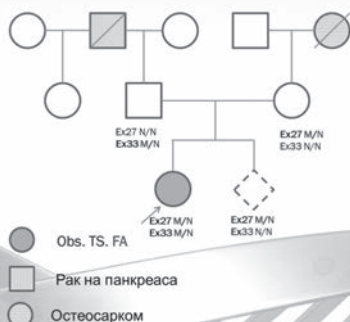 Ex27 N/N
Ex33 M/N
Ex27 M/N
Ex33 N/N
Ex27 M/N
Ex33 M/N
Ex27 M/N
Ex33 N/N
Obs. TS. FA
Рак на панкреаса
Остеосарком